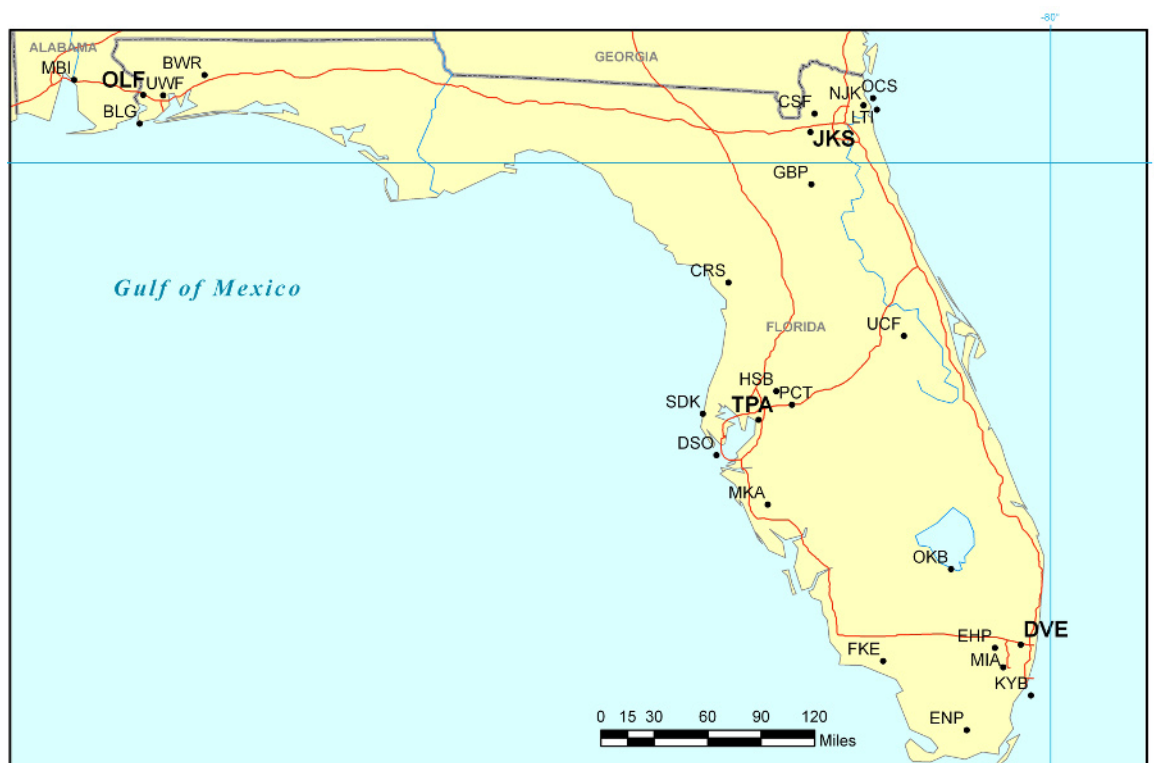 -80°
ALABAMA
GEORGIA
MBI
OLF
UWF
BWR
BLG
CSF
NJK
OCS
LTI
JKS
GBP
CRS
Gulf of Mexico
FLORIDA
UCF
HSB
PCT
SDK
TPA
DSO
MKA
OKB
DVE
EHP
FKE
MIA
KYB
ENP
0 15 30 60 90 120
Miles